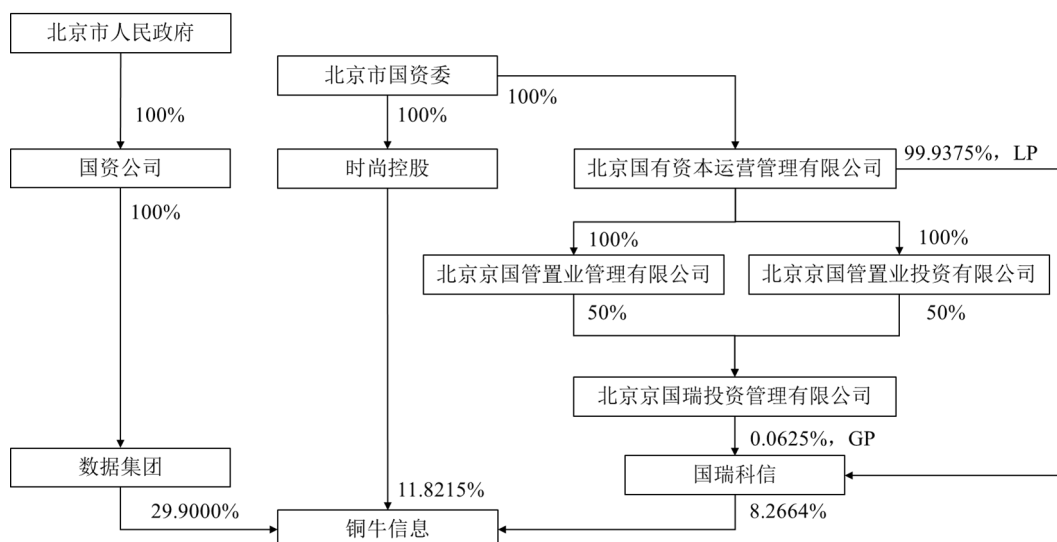 北京市人民政府
北京市国资委
100%
100%
100%
国资公司
时尚控股
北京国有资本运营管理有限公司
99.9375%，LP
100%
100%
100%
北京京国管置业管理有限公司
北京京国管置业投资有限公司
50%
50%
北京京国瑞投资管理有限公司
0.0625%，GP
数据集团
国瑞科信
29.9000%
11.8215%
8.2664%
铜牛信息